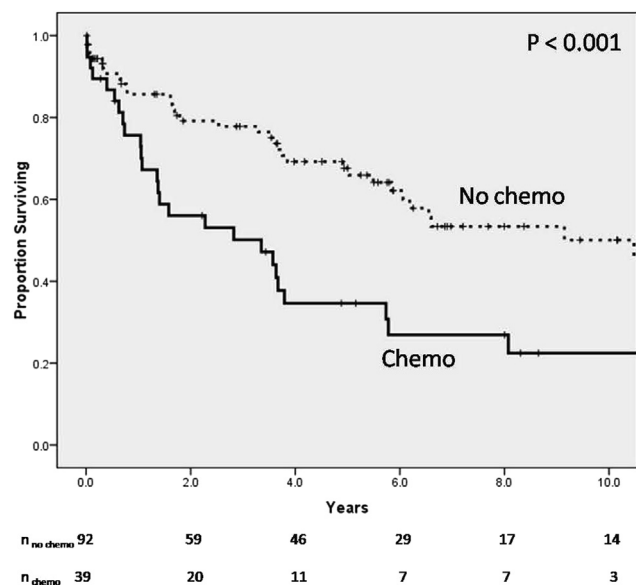 P < 0.001
1.0
0.8
0.6
0.4
0.2
0.0
Proportion Surviving
No chemo
Chemo
0.0 2.0 4.0 6.0 8.0 10.0
Years
n no chemo 92 59 46 29 17 14
n chemo 39 20 11 7 7 3